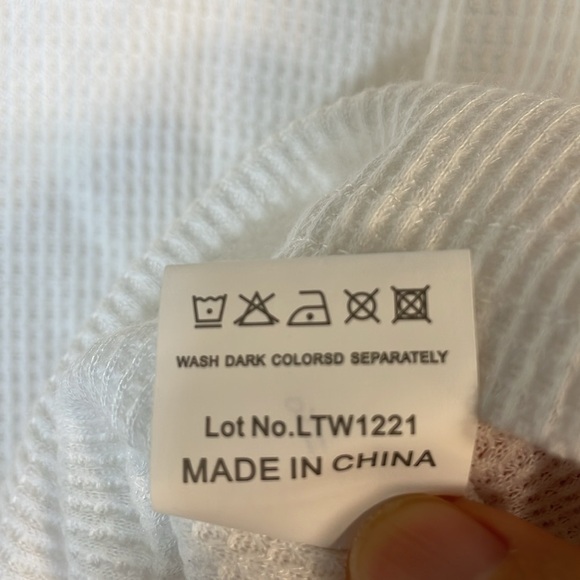 WASH DARK COLORSD SEPARATELY
Lot No.LTW1221
MADE IN CHINA